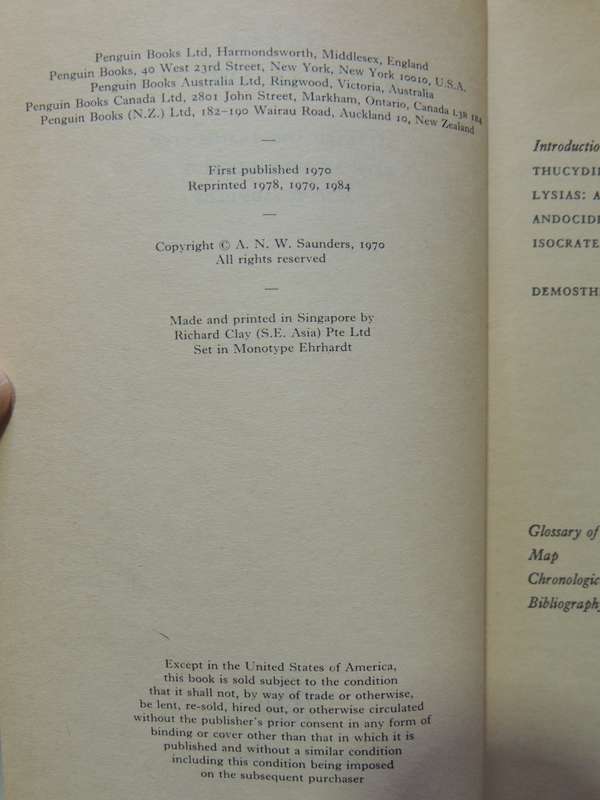 Penguin Books Ltd, Harmondsworth, Middlesex, England
Penguin Books, 40 West 23rd Street, New York, New York 10010, U.S.A.
Penguin Books Australia Ltd, Ringwood, Victoria, Australia
Penguin Books Canada Ltd, 2801 John Street, Markham, Ontario, Canada L3R 1B4
Penguin Books (N.Z.) Ltd, 182–190 Wairau Road, Auckland 10, New Zealand
—
First published 1970
Reprinted 1978, 1979, 1984
—
Copyright © A. N. W. Saunders, 1970
All rights reserved
—
Made and printed in Singapore by
Richard Clay (S.E. Asia) Pte Ltd
Set in Monotype Ehrhardt
Except in the United States of America,
this book is sold subject to the condition
that it shall not, by way of trade or otherwise,
be lent, re-sold, hired out, or otherwise circulated
without the publisher's prior consent in any form of
binding or cover other than that in which it is
published and without a similar condition
including this condition being imposed
on the subsequent purchaser
Introductio
THUCYDI
LYSIAS: A
ANDOCID
ISOCRATE
DEMOSTH
Glossary of
Map
Chronologic
Bibliography